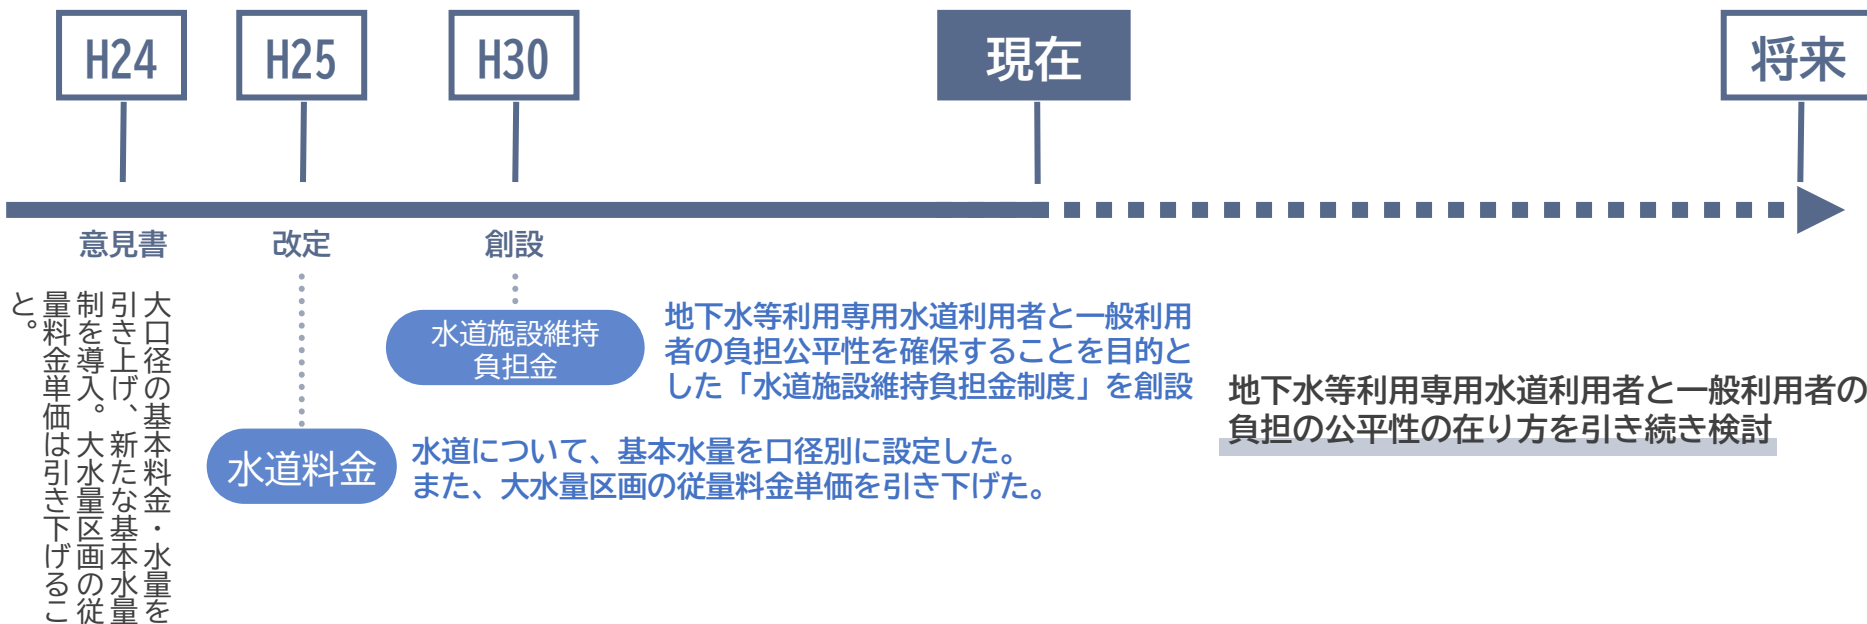 H24
H25
H30
現在
将来
意見書
改定
創設
大口径の基本料金・水量を
引き上げ、新たな基本水量
制を導入。大水量区画の従
量料金単価は引き下げるこ
と。
水道施設維持
負担金
地下水等利用専用水道利用者と一般利用
者の負担公平性を確保することを目的と
した「水道施設維持負担金制度」を創設
水道料金
水道について、基本水量を口径別に設定した。
また、大水量区画の従量料金単価を引き下げた。
地下水等利用専用水道利用者と一般利用者の
負担の公平性の在り方を引き続き検討